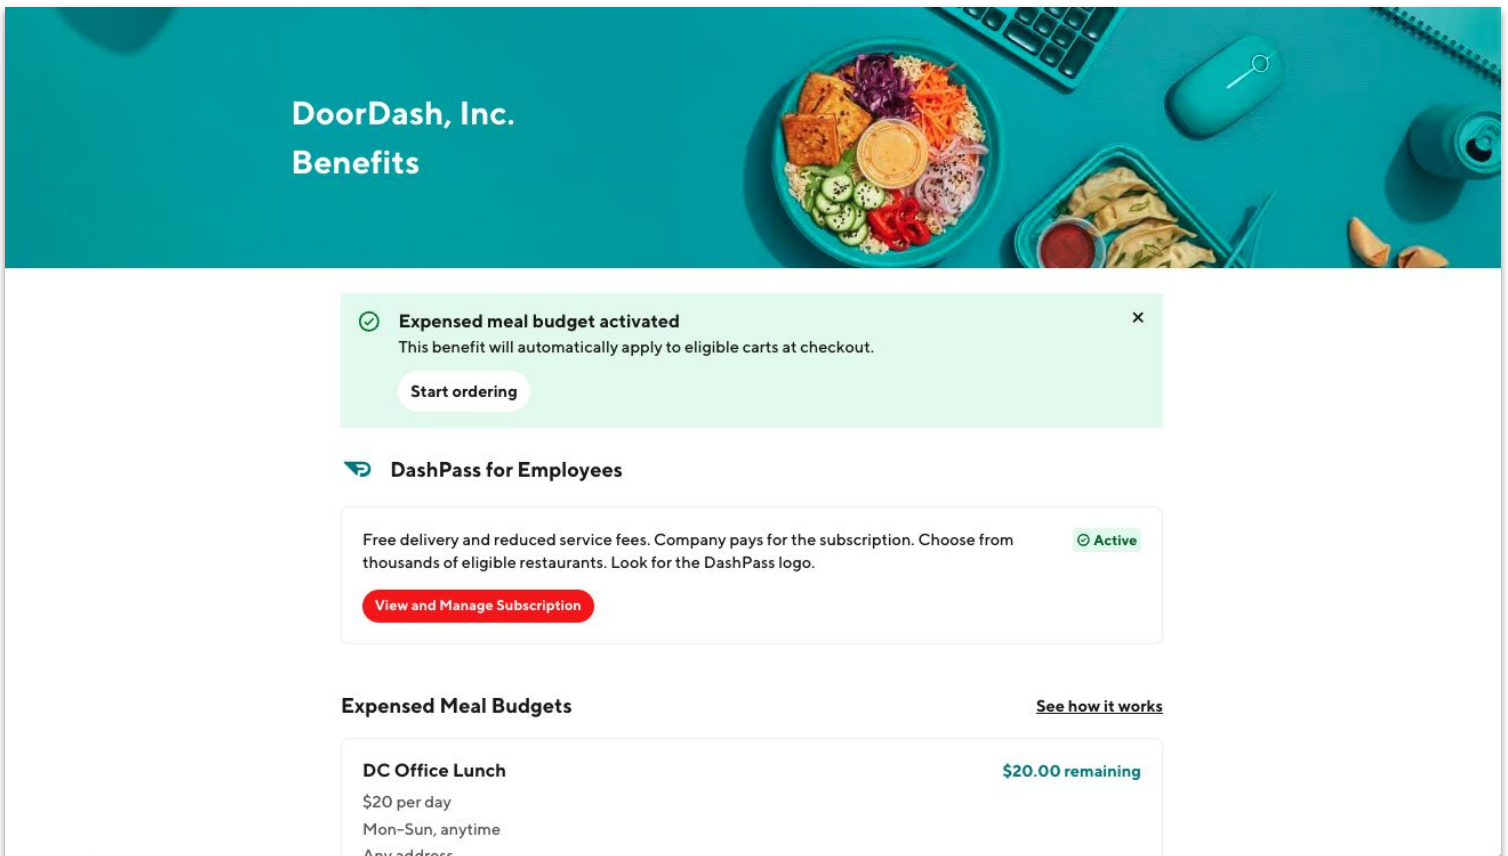 DoorDash, Inc.
Benefits
Expensed meal budget activated
This benefit will automatically apply to eligible carts at checkout.
Start ordering
DashPass for Employees
Free delivery and reduced service fees. Company pays for the subscription. Choose from
thousands of eligible restaurants. Look for the DashPass logo.
Active
View and Manage Subscription
Expensed Meal Budgets
See how it works
DC Office Lunch
$20.00 remaining
$20 per day
Mon–Sun, anytime
Any address